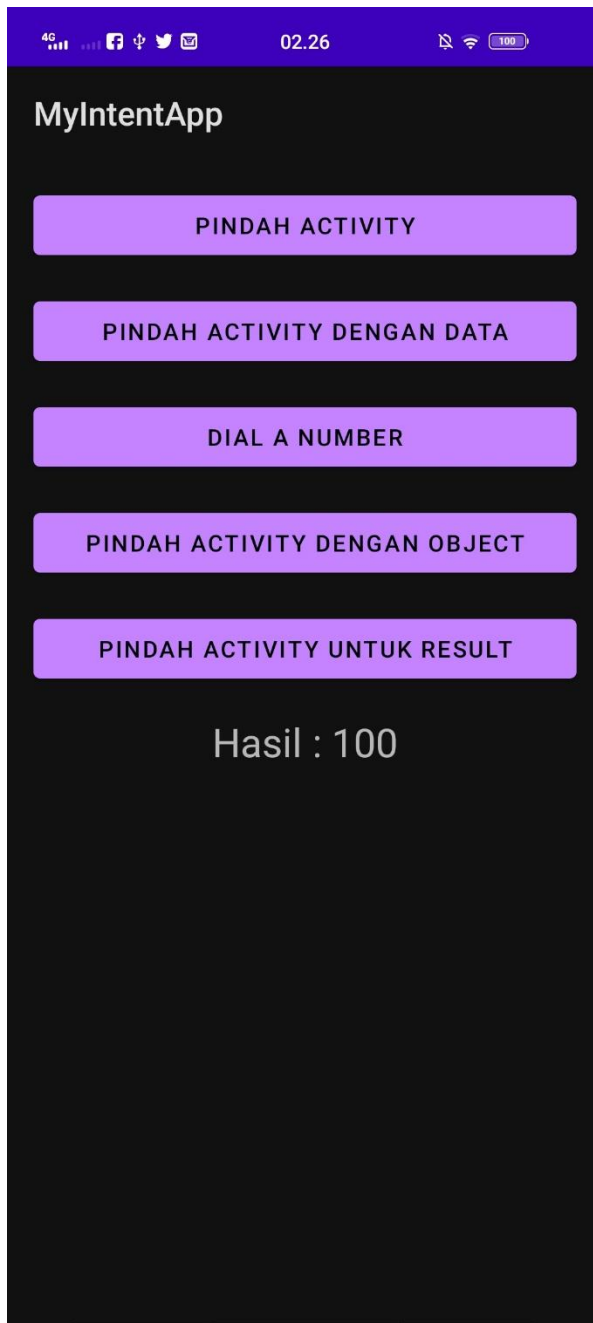 4G 02.26 100
MyIntentApp
PINDAH ACTIVITY
PINDAH ACTIVITY DENGAN DATA
DIAL A NUMBER
PINDAH ACTIVITY DENGAN OBJECT
PINDAH ACTIVITY UNTUK RESULT
Hasil : 100